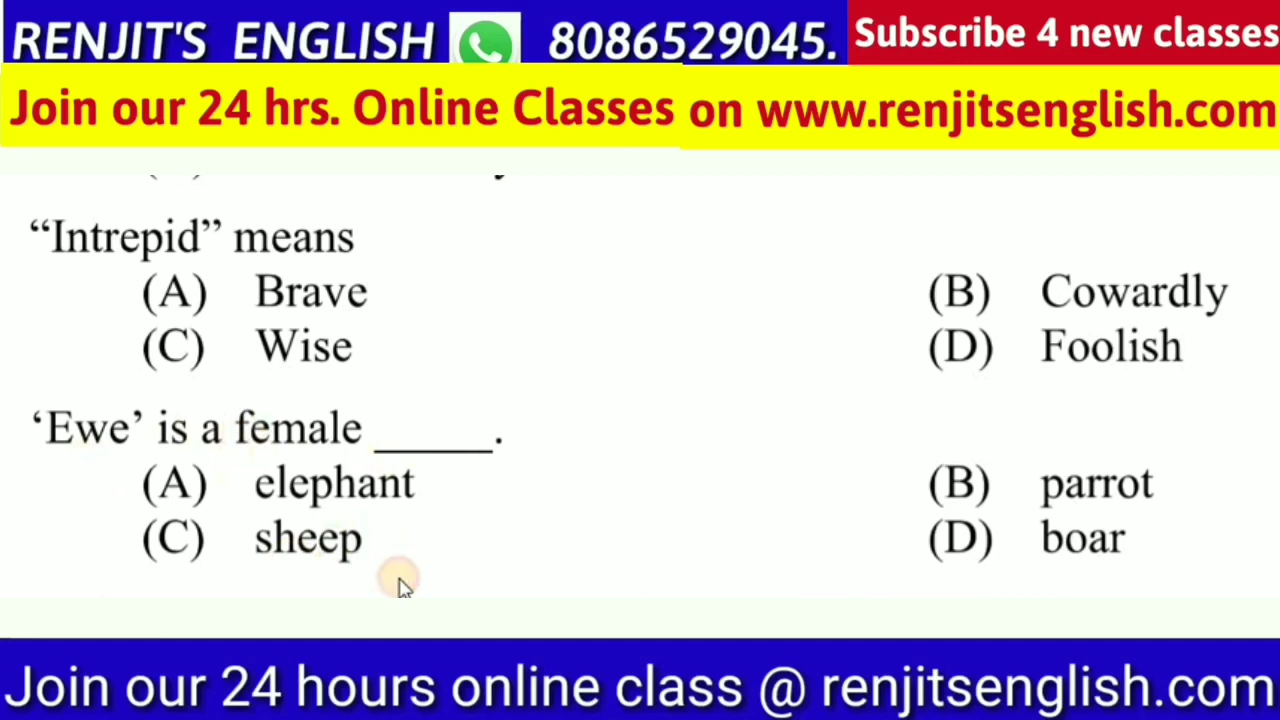 RENJIT'S ENGLISH 8086529045. Subscribe 4 new classes
Join our 24 hrs. Online Classes on www.renjitsenglish.com
“Intrepid” means
(A) Brave (B) Cowardly
(C) Wise (D) Foolish
‘Ewe’ is a female _____.
(A) elephant (B) parrot
(C) sheep (D) boar
Join our 24 hours online class @ renjitsenglish.com